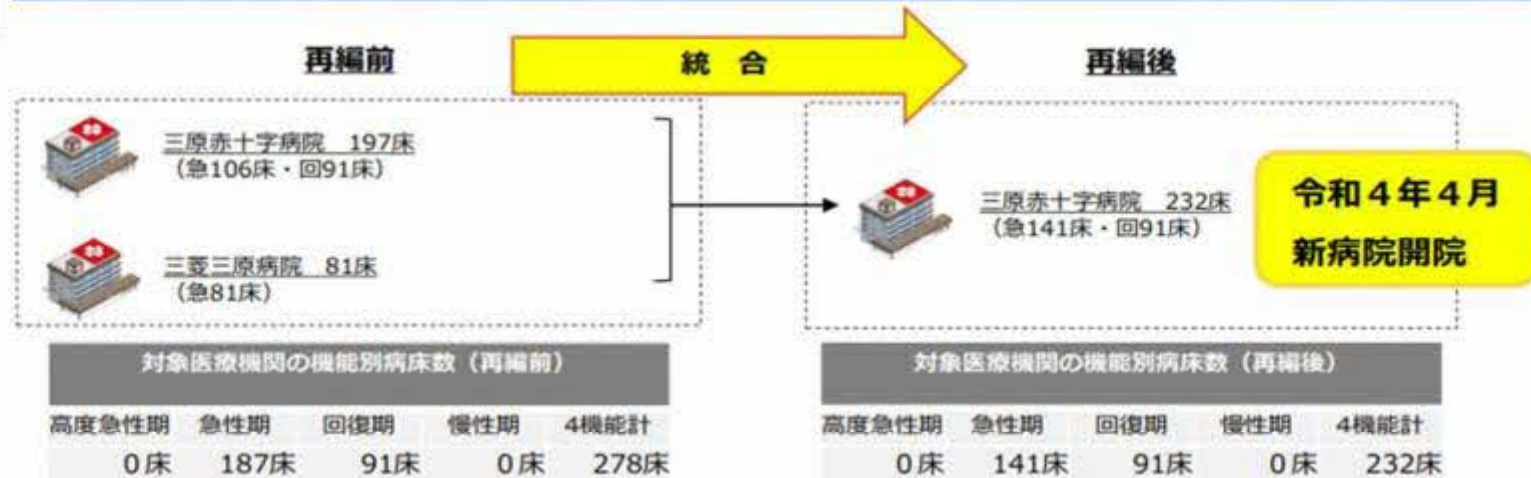 再編前
統 合
再編後
三原赤十字病院 197床
（急106床・回91床）
三菱三原病院 81床
（急81床）
三原赤十字病院 232床
（急141床・回91床）
令和４年４月
新病院開院
対象医療機関の機能別病床数（再編前）
高度急性期 急性期 回復期 慢性期 4機能計
0床 187床 91床 0床 278床
対象医療機関の機能別病床数（再編後）
高度急性期 急性期 回復期 慢性期 4機能計
0床 141床 91床 0床 232床